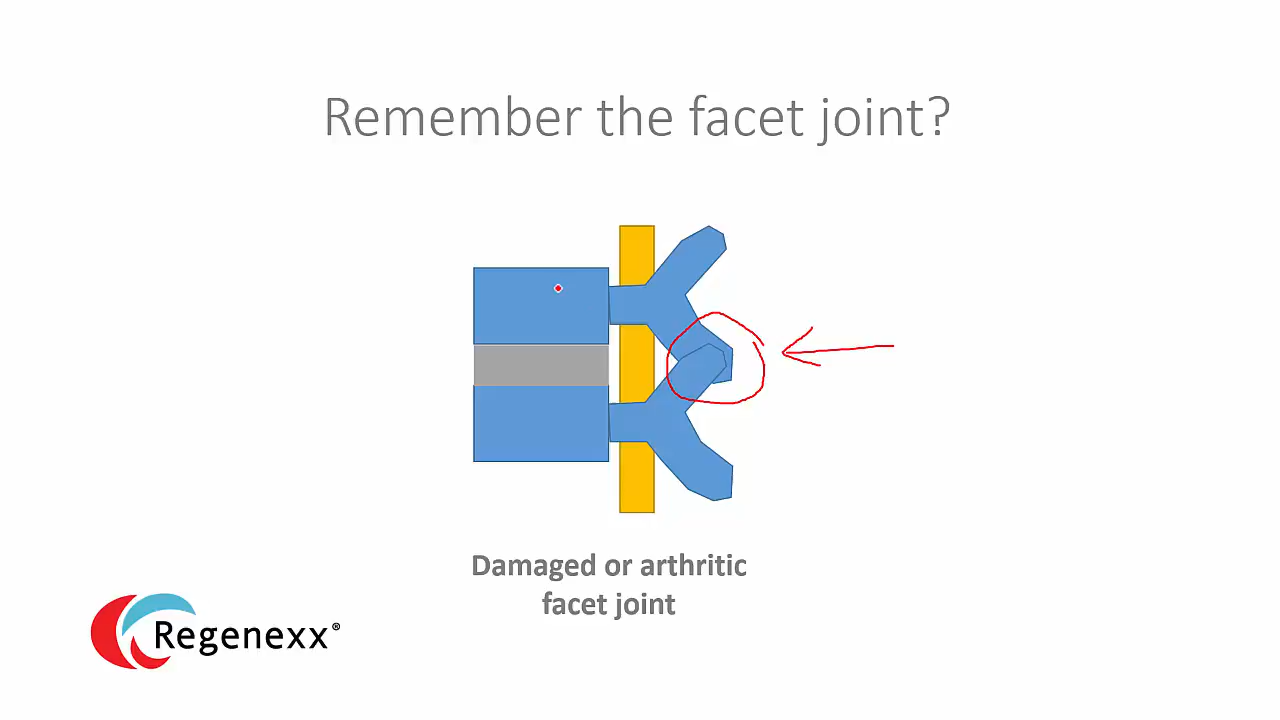 Remember the facet joint?
Damaged or arthritic
facet joint
Regenexx®